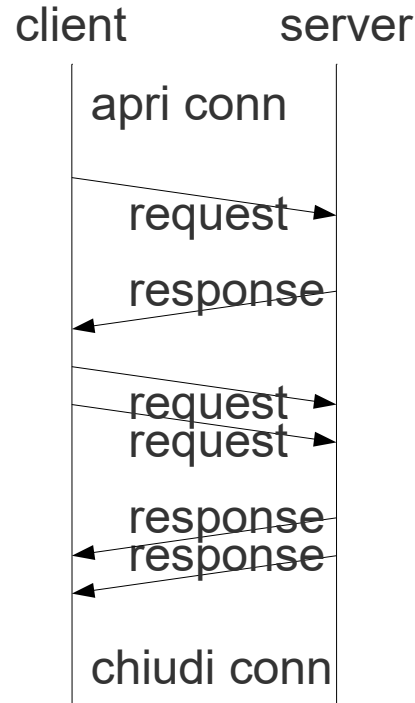 client server
apri conn
request
response
request
request
response
response
chiudi conn